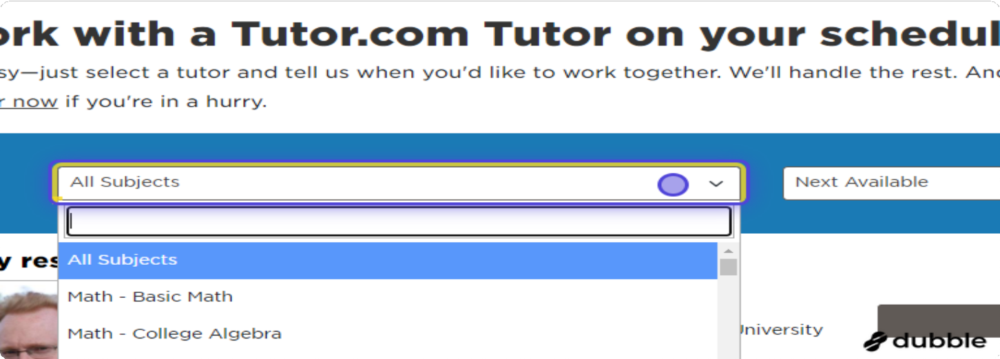 ork with a Tutor.com Tutor on your schedul
sy—just select a tutor and tell us when you'd like to work together. We'll handle the rest. And
r now if you're in a hurry.
All Subjects
Next Available
All Subjects
y res
Math - Basic Math
Math - College Algebra
University
dubble